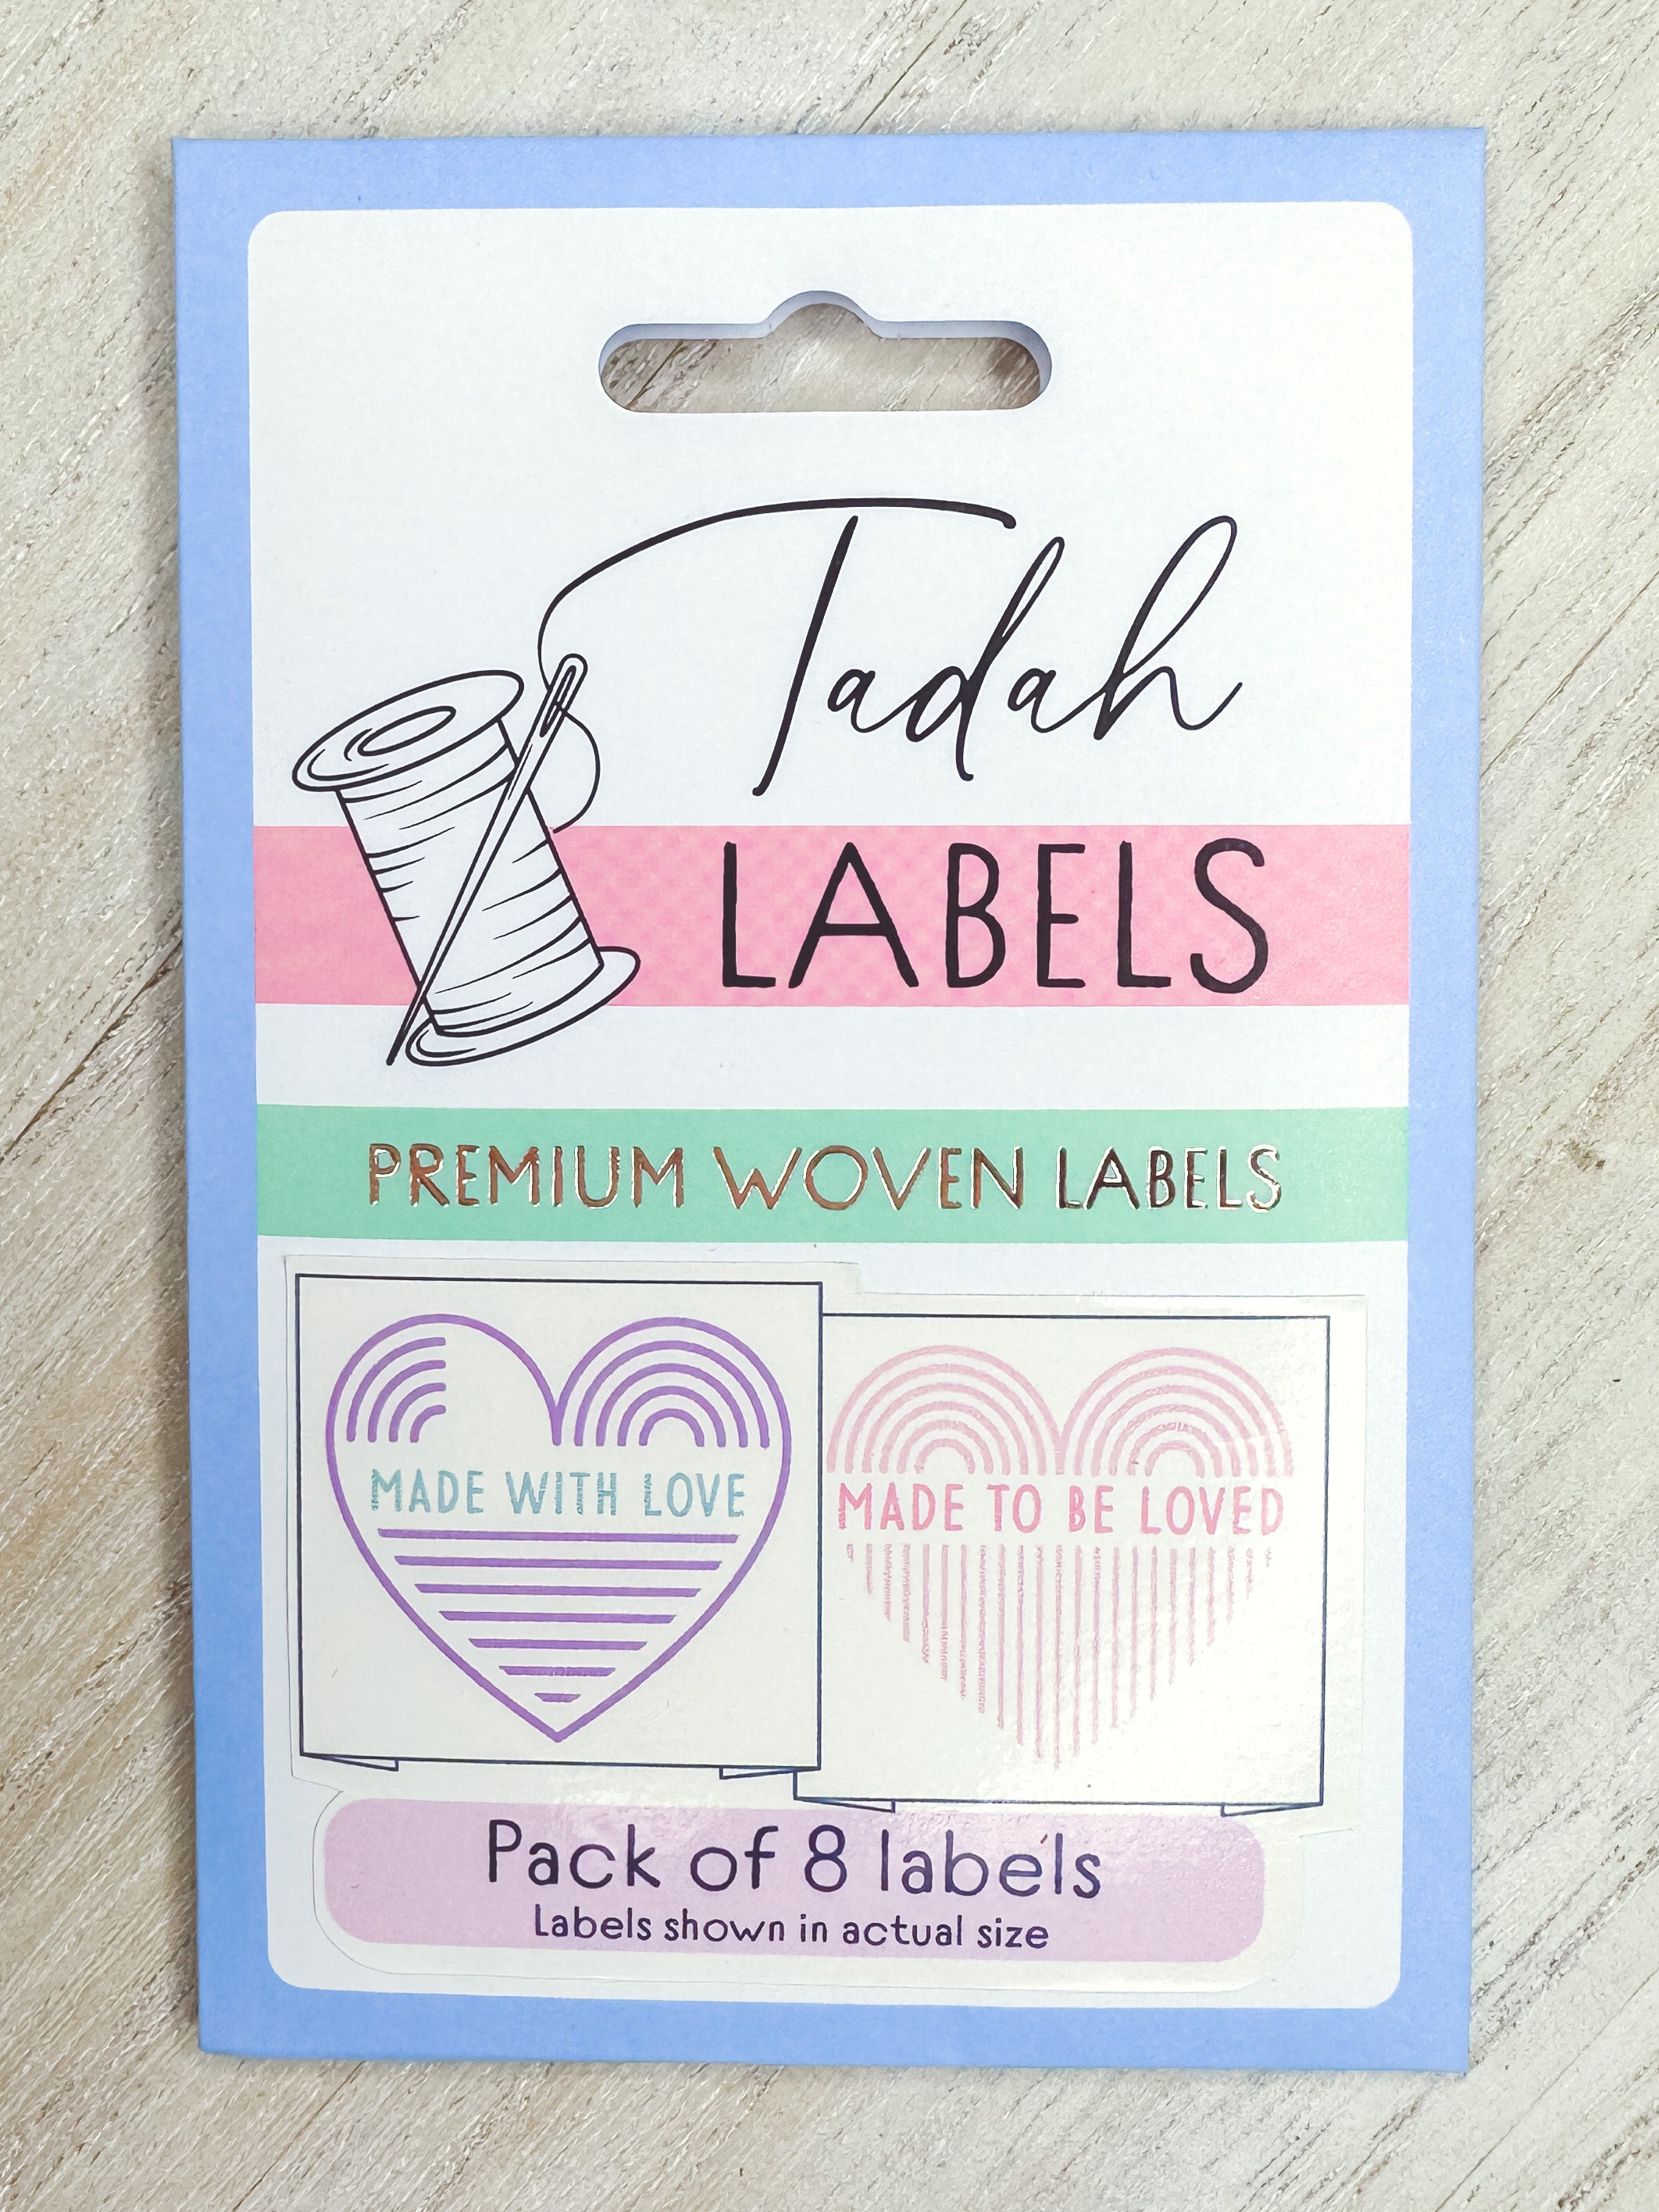 Tadah
LABELS
PREMIUM WOVEN LABELS
MADE WITH LOVE
MADE TO BE LOVED
Pack of 8 labels
Labels shown in actual size